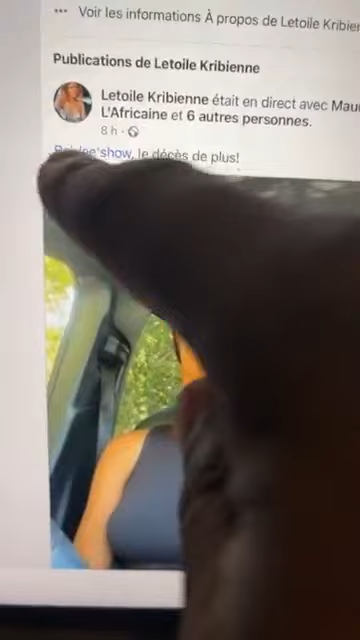 Voir les informations À propos de Letoile Kribien
Publications de Letoile Kribienne
Letoile Kribienne était en direct avec Mau
L'Africaine et 6 autres personnes.
8 h ·
show, le décès de plus!